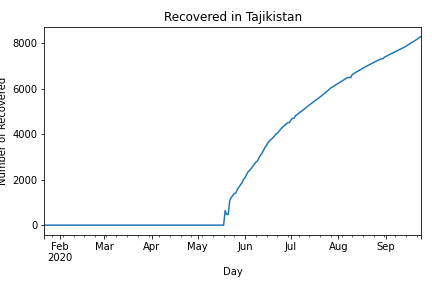 Recovered in Tajikistan
Number of Recovered
8000
6000
4000
2000
0
Feb Mar Apr May Jun Jul Aug Sep
2020
Day